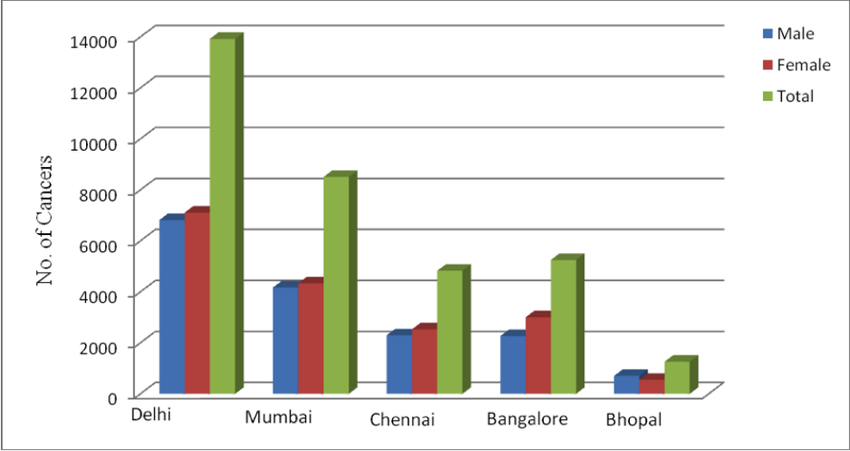 14000
12000
10000
8000
6000
4000
2000
0
No. of Cancers
Delhi
Mumbai
Chennai
Bangalore
Bhopal
Male
Female
Total